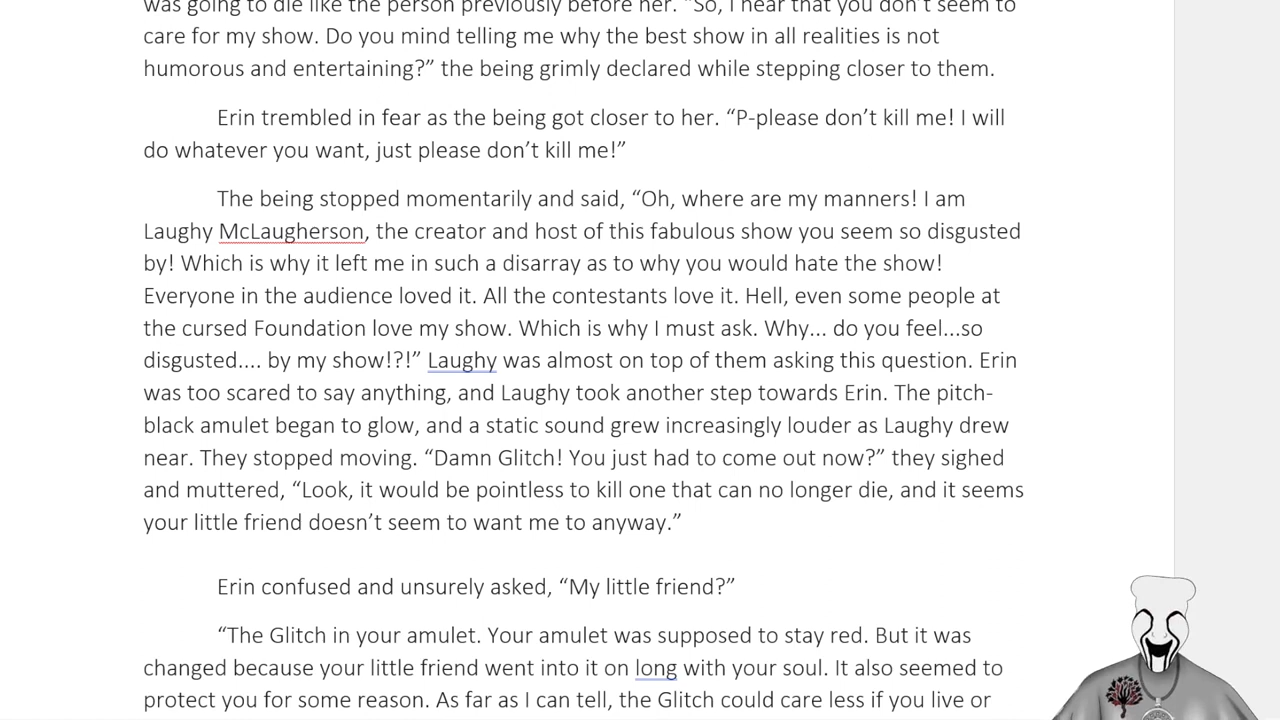 was going to die like the person previously before her. “So, I hear that you don’t seem to
care for my show. Do you mind telling me why the best show in all realities is not
humorous and entertaining?” the being grimly declared while stepping closer to them.
Erin trembled in fear as the being got closer to her. “P-please don’t kill me! I will
do whatever you want, just please don’t kill me!”
The being stopped momentarily and said, “Oh, where are my manners! I am
Laughy McLaugherson, the creator and host of this fabulous show you seem so disgusted
by! Which is why it left me in such a disarray as to why you would hate the show!
Everyone in the audience loved it. All the contestants love it. Hell, even some people at
the cursed Foundation love my show. Which is why I must ask. Why... do you feel...so
disgusted.... by my show!?!” Laughy was almost on top of them asking this question. Erin
was too scared to say anything, and Laughy took another step towards Erin. The pitch-
black amulet began to glow, and a static sound grew increasingly louder as Laughy drew
near. They stopped moving. “Damn Glitch! You just had to come out now?” they sighed
and muttered, “Look, it would be pointless to kill one that can no longer die, and it seems
your little friend doesn’t seem to want me to anyway.”
Erin confused and unsurely asked, “My little friend?”
“The Glitch in your amulet. Your amulet was supposed to stay red. But it was
changed because your little friend went into it on long with your soul. It also seemed to
protect you for some reason. As far as I can tell, the Glitch could care less if you live or